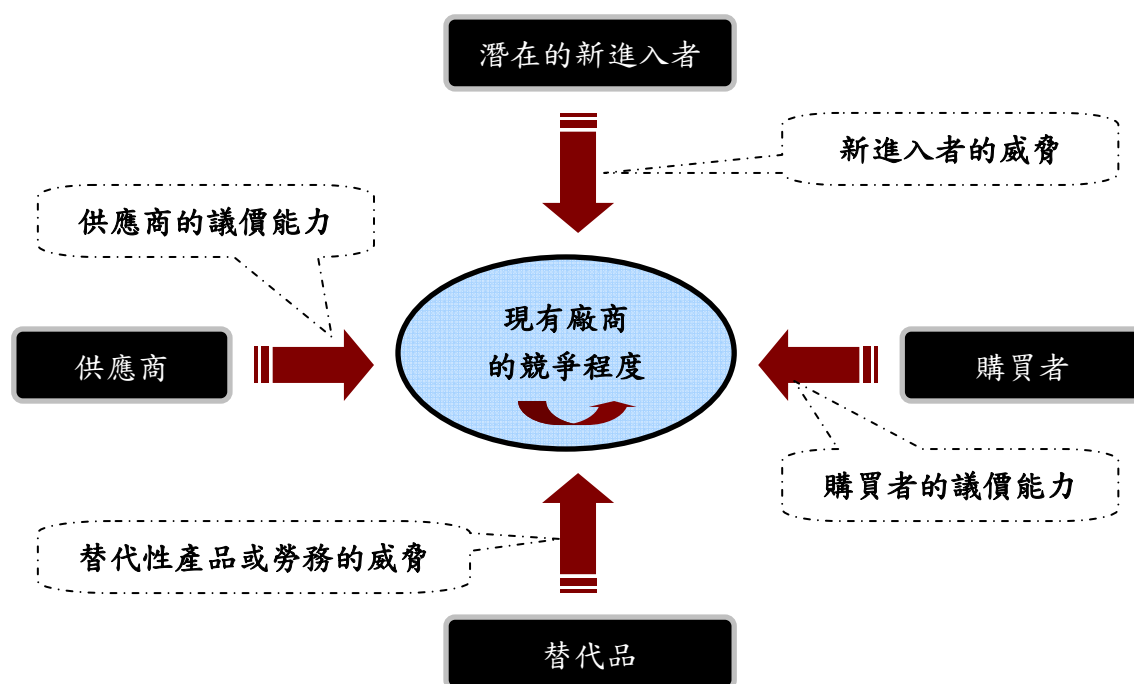 潛在的新進入者
新進入者的威脅
供應商的議價能力
現有廠商
的競爭程度
供應商
購買者
購買者的議價能力
替代性產品或勞務的威脅
替代品